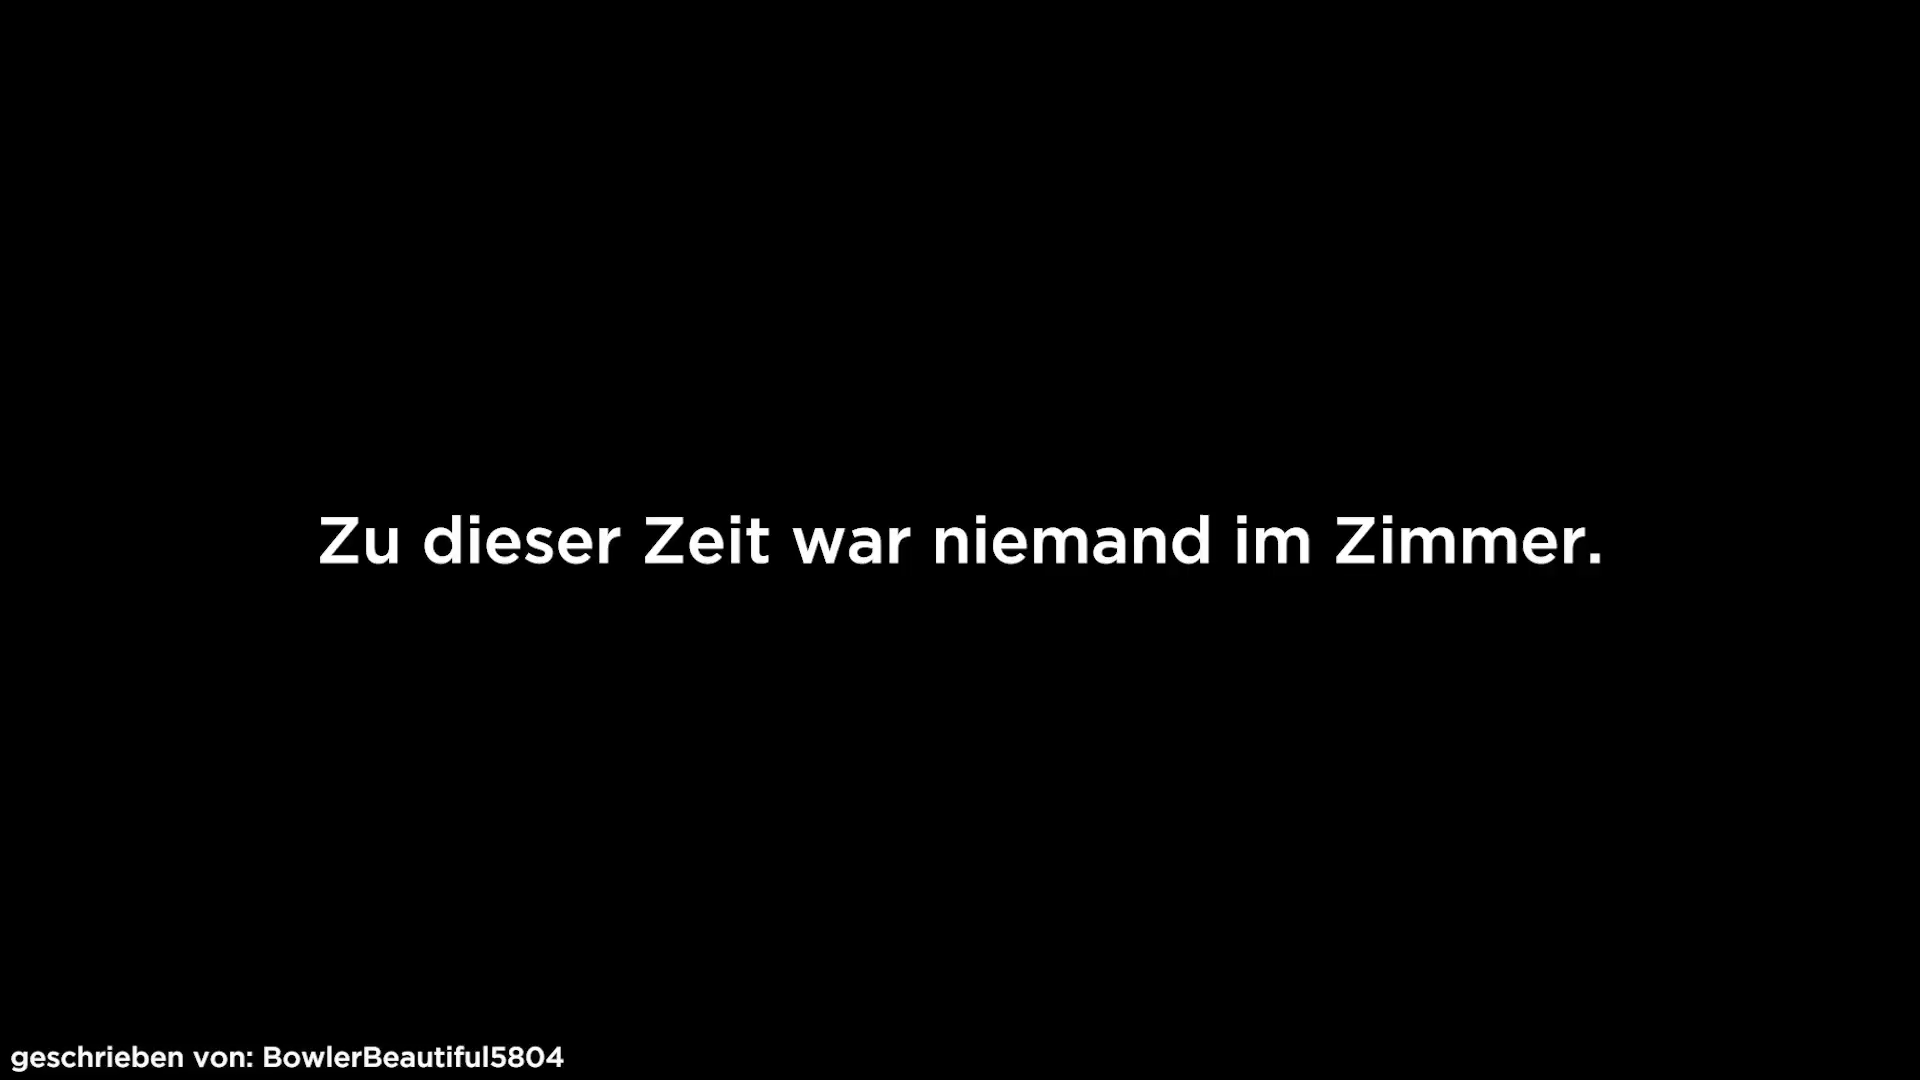 Zu dieser Zeit war niemand im Zimmer.
geschrieben von: BowlerBeautiful5804